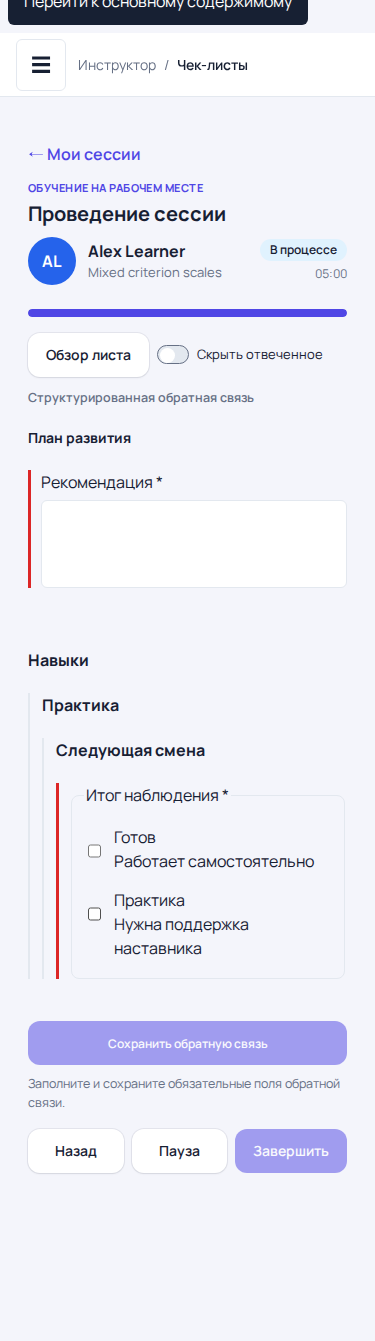 Перейти к основному содержимому
Инструктор / Чек-листы
← Мои сессии
ОБУЧЕНИЕ НА РАБОЧЕМ МЕСТЕ
Проведение сессии
AL
Alex Learner
Mixed criterion scales
В процессе
05:00
Обзор листа
Скрыть отвеченное
Структурированная обратная связь
План развития
Рекомендация *
Навыки
Практика
Следующая смена
Итог наблюдения *
Готов
Работает самостоятельно
Практика
Нужна поддержка
наставника
Сохранить обратную связь
Заполните и сохраните обязательные поля обратной
связи.
Назад
Пауза
Завершить